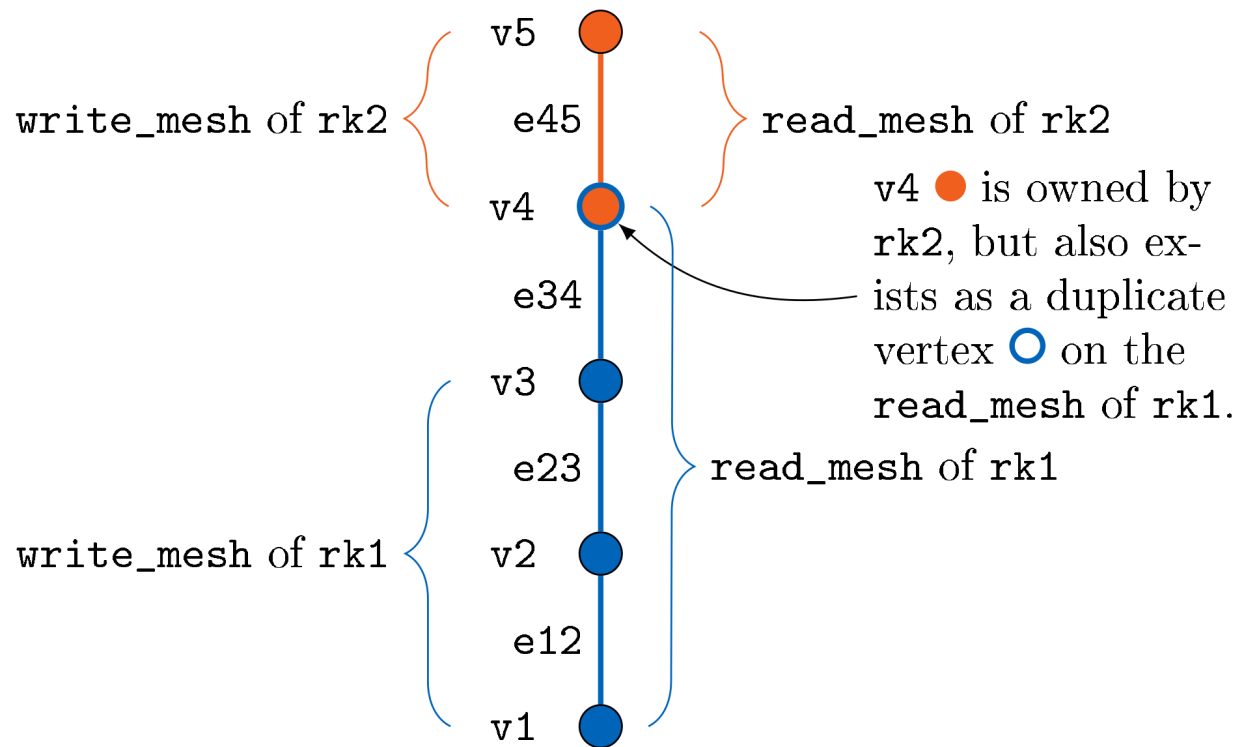 v5
write_mesh of rk2
e45
read_mesh of rk2
v4
v4 is owned by
rk2, but also ex-
ists as a duplicate
vertex on the
read_mesh of rk1.
e34
v3
e23
read_mesh of rk1
write_mesh of rk1
v2
e12
v1